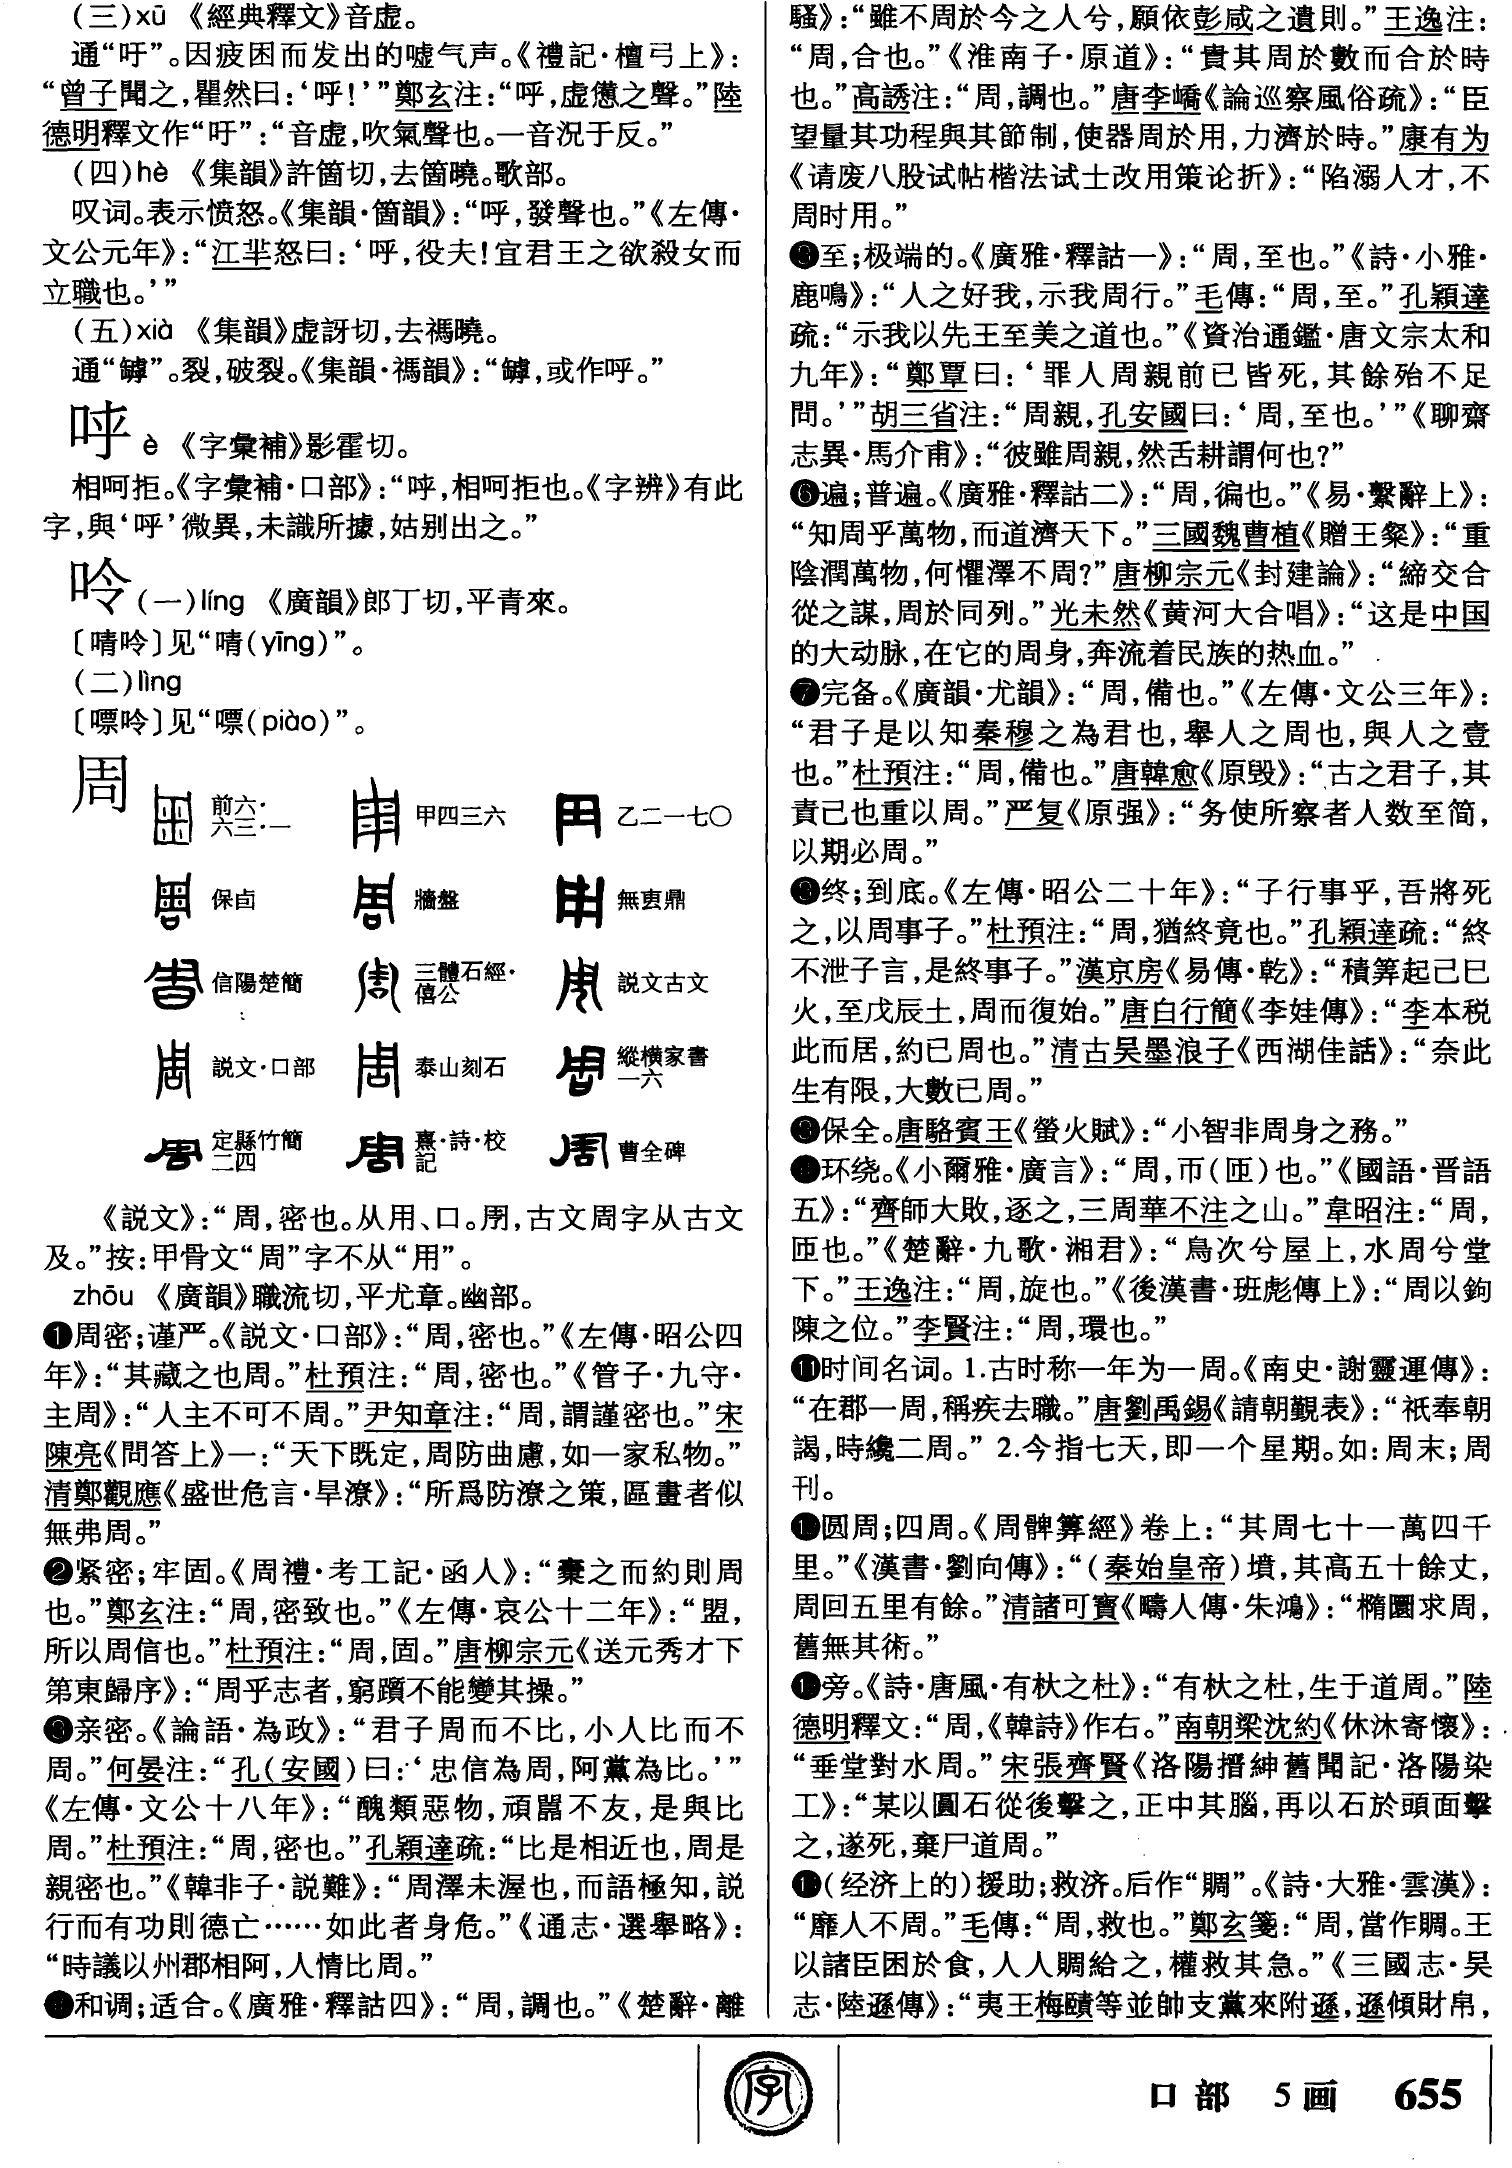 (三)xū 《經典釋文》音虚。
通“吁”。因疲困而发出的嘘气声。《禮記·檀弓上》：
“曾子聞之，瞿然曰：‘呼！’”鄭玄注：“呼，虚憊之聲。”陸
德明釋文作“吁”：“音虚，吹氣聲也。一音況于反。”
(四)hè 《集韻》許箇切，去箇曉。歌部。
叹词。表示愤怒。《集韻·箇韻》：“呼，發聲也。”《左傳·
文公元年》：“江芈怒曰：‘呼，役夫！宜君王之欲殺女而
立職也。’”
(五)xià 《集韻》虚訝切，去禡曉。
通“罅”。裂，破裂。《集韻·禡韻》：“罅，或作呼。”
è 《字彙補》影霍切。
相呵拒。《字彙補·口部》：“呼，相呵拒也。《字辨》有此
字，與‘呼’微異，未識所據，姑别出之。”
呤 (一)líng 《廣韻》郎丁切，平青來。
〔啨呤〕见“啨(yīng)”。
(二)lìng
〔嘌呤〕见“嘌(piào)”。
周
前六·六三·一 甲四三六 乙二一七〇
保卣 牆盤 無叀鼎
信陽楚簡 三體石經·僖公 説文古文
説文·口部 泰山刻石 縱横家書一六
定縣竹簡二四 熹·詩·校記 曹全碑
《説文》：“周，密也。从用、口。𠄗，古文周字从古文
及。”按：甲骨文“周”字不从“用”。
zhōu 《廣韻》職流切，平尤章。幽部。
❶周密；谨严。《説文·口部》：“周，密也。”《左傳·昭公四
年》：“其藏之也周。”杜預注：“周，密也。”《管子·九守·
主周》：“人主不可不周。”尹知章注：“周，謂謹密也。”宋
陳亮《問答上》一：“天下既定，周防曲慮，如一家私物。”
清鄭觀應《盛世危言·旱潦》：“所爲防潦之策，區畫者似
無弗周。”
❷紧密；牢固。《周禮·考工記·函人》：“櫜之而約則周
也。”鄭玄注：“周，密致也。”《左傳·哀公十二年》：“盟，
所以周信也。”杜預注：“周，固。”唐柳宗元《送元秀才下
第東歸序》：“周乎志者，窮躓不能變其操。”
❸亲密。《論語·為政》：“君子周而不比，小人比而不
周。”何晏注：“孔(安國)曰：‘忠信為周，阿黨為比。’”
《左傳·文公十八年》：“醜類惡物，頑嚚不友，是與比
周。”杜預注：“周，密也。”孔穎達疏：“比是相近也，周是
親密也。”《韓非子·説難》：“周澤未渥也，而語極知，説
行而有功則德亡……如此者身危。”《通志·選舉略》：
“時議以州郡相阿，人情比周。”
和调；适合。《廣雅·釋詁四》：“周，調也。”《楚辭·離
騷》：“雖不周於今之人兮，願依彭咸之遺則。”王逸注：
“周，合也。”《淮南子·原道》：“貴其周於數而合於時
也。”高誘注：“周，調也。”唐李嶠《論巡察風俗疏》：“臣
望量其功程與其節制，使器周於用，力濟於時。”康有为
《请废八股试帖楷法试士改用策论折》：“陷溺人才，不
周时用。”
至；极端的。《廣雅·釋詁一》：“周，至也。”《詩·小雅·
鹿鳴》：“人之好我，示我周行。”毛傳：“周，至。”孔穎達
疏：“示我以先王至美之道也。”《資治通鑑·唐文宗太和
九年》：“鄭覃曰：‘罪人周親前已皆死，其餘殆不足
問。’”胡三省注：“周親，孔安國曰：‘周，至也。’”《聊齋
志異·馬介甫》：“彼雖周親，然舌耕謂何也？”
❻遍；普遍。《廣雅·釋詁二》：“周，徧也。”《易·繫辭上》：
“知周乎萬物，而道濟天下。”三國魏曹植《贈王粲》：“重
陰潤萬物，何懼澤不周？”唐柳宗元《封建論》：“締交合
從之謀，周於同列。”光未然《黄河大合唱》：“这是中国
的大动脉，在它的周身，奔流着民族的热血。”
❼完备。《廣韻·尤韻》：“周，備也。”《左傳·文公三年》：
“君子是以知秦穆之為君也，舉人之周也，與人之壹
也。”杜預注：“周，備也。”唐韓愈《原毁》：“古之君子，其
責己也重以周。”严复《原强》：“务使所察者人数至简，
以期必周。”
终；到底。《左傳·昭公二十年》：“子行事乎，吾將死
之，以周事子。”杜預注：“周，猶終竟也。”孔穎達疏：“終
不泄子言，是終事子。”漢京房《易傳·乾》：“積筭起己巳
火，至戊辰土，周而復始。”唐白行簡《李娃傳》：“李本税
此而居，約已周也。”清古吴墨浪子《西湖佳話》：“奈此
生有限，大數已周。”
保全。唐駱賓王《螢火賦》：“小智非周身之務。”
环绕。《小爾雅·廣言》：“周，帀(匝)也。”《國語·晋語
五》：“齊師大敗，逐之，三周華不注之山。”韋昭注：“周，
匝也。”《楚辭·九歌·湘君》：“鳥次兮屋上，水周兮堂
下。”王逸注：“周，旋也。”《後漢書·班彪傳上》：“周以鉤
陳之位。”李賢注：“周，環也。”
⓫时间名词。1.古时称一年为一周。《南史·謝靈運傳》：
“在郡一周，稱疾去職。”唐劉禹錫《請朝覲表》：“祇奉朝
謁，時纔二周。” 2.今指七天，即一个星期。如：周末；周
刊。
圆周；四周。《周髀算經》卷上：“其周七十一萬四千
里。”《漢書·劉向傳》：“(秦始皇帝)墳，其高五十餘丈，
周回五里有餘。”清諸可寶《疇人傳·朱鴻》：“橢圜求周，
舊無其術。”
旁。《詩·唐風·有杕之杜》：“有杕之杜，生于道周。”陸
德明釋文：“周，《韓詩》作右。”南朝梁沈約《休沐寄懷》：
“垂堂對水周。”宋張齊賢《洛陽搢紳舊聞記·洛陽染
工》：“某以圓石從後擊之，正中其腦，再以石於頭面擊
之，遂死，棄尸道周。”
(经济上的)援助；救济。后作“賙”。《詩·大雅·雲漢》：
“靡人不周。”毛傳：“周，救也。”鄭玄箋：“周，當作賙。王
以諸臣困於食，人人賙給之，權救其急。”《三國志·吴
志·陸遜傳》：“夷王梅頤等並帥支黨來附遜，遜傾財帛，
字
口部 5画 655